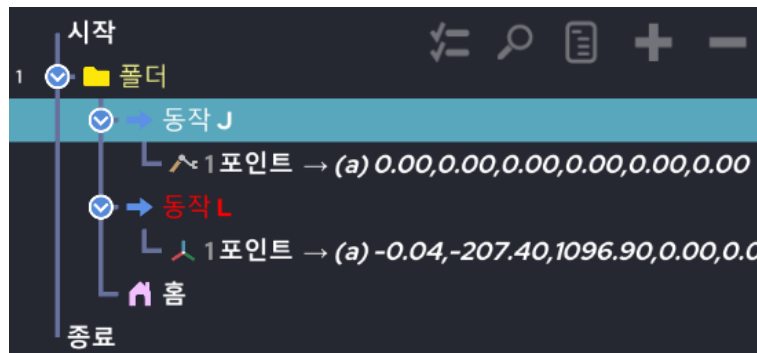 시작
1 폴더
동작 J
1 포인트 → (a) 0.00,0.00,0.00,0.00,0.00,0.00
동작 L
1 포인트 → (a) -0.04,-207.40,1096.90,0.00,0.0
홈
종료